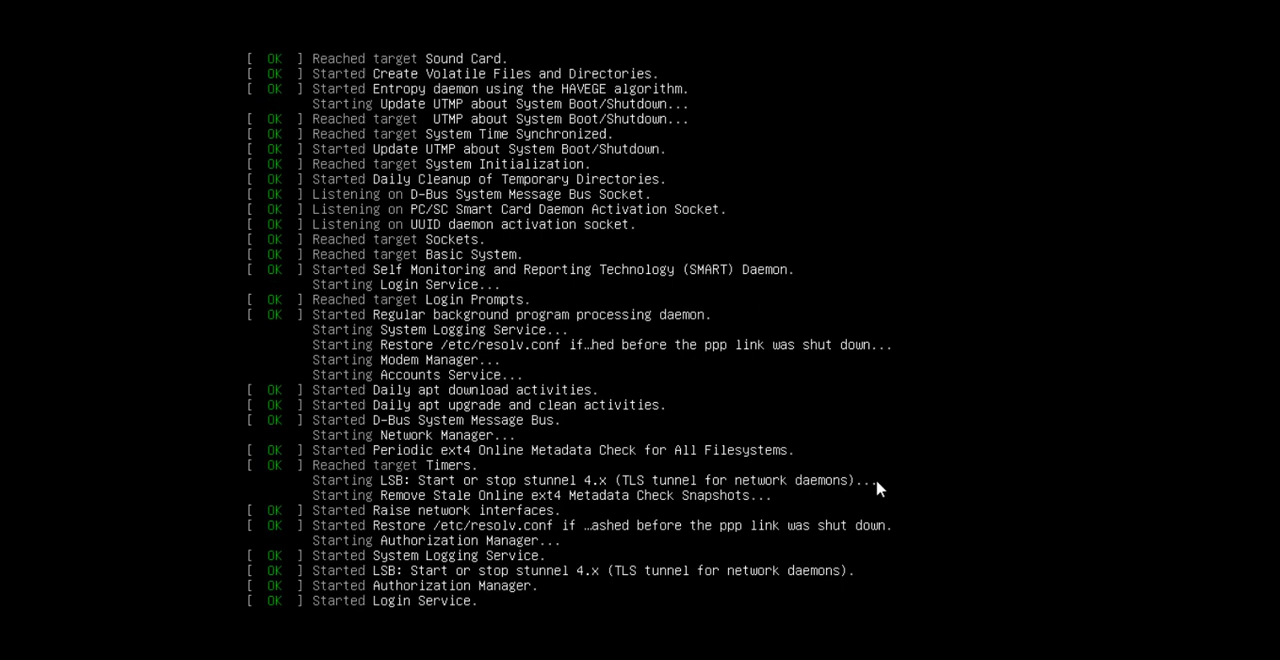 [  OK  ] Reached target Sound Card.
[  OK  ] Started Create Volatile Files and Directories.
[  OK  ] Started Entropy daemon using the HAVEGE algorithm.
Starting Update UTMP about System Boot/Shutdown...
[  OK  ] Reached target  UTMP about System Boot/Shutdown...
[  OK  ] Reached target System Time Synchronized.
[  OK  ] Started Update UTMP about System Boot/Shutdown.
[  OK  ] Reached target System Initialization.
[  OK  ] Started Daily Cleanup of Temporary Directories.
[  OK  ] Listening on D-Bus System Message Bus Socket.
[  OK  ] Listening on PC/SC Smart Card Daemon Activation Socket.
[  OK  ] Listening on UUID daemon activation socket.
[  OK  ] Reached target Sockets.
[  OK  ] Reached target Basic System.
[  OK  ] Started Self Monitoring and Reporting Technology (SMART) Daemon.
Starting Login Service...
[  OK  ] Reached target Login Prompts.
[  OK  ] Started Regular background program processing daemon.
Starting System Logging Service...
Starting Restore /etc/resolv.conf if…hed before the ppp link was shut down...
Starting Modem Manager...
Starting Accounts Service...
[  OK  ] Started Daily apt download activities.
[  OK  ] Started Daily apt upgrade and clean activities.
[  OK  ] Started D-Bus System Message Bus.
Starting Network Manager...
[  OK  ] Started Periodic ext4 Online Metadata Check for All Filesystems.
[  OK  ] Reached target Timers.
Starting LSB: Start or stop stunnel 4.x (TLS tunnel for network daemons)...
Starting Remove Stale Online ext4 Metadata Check Snapshots...
[  OK  ] Started Raise network interfaces.
[  OK  ] Started Restore /etc/resolv.conf if …ashed before the ppp link was shut down.
Starting Authorization Manager...
[  OK  ] Started System Logging Service.
[  OK  ] Started LSB: Start or stop stunnel 4.x (TLS tunnel for network daemons).
[  OK  ] Started Authorization Manager.
[  OK  ] Started Login Service.